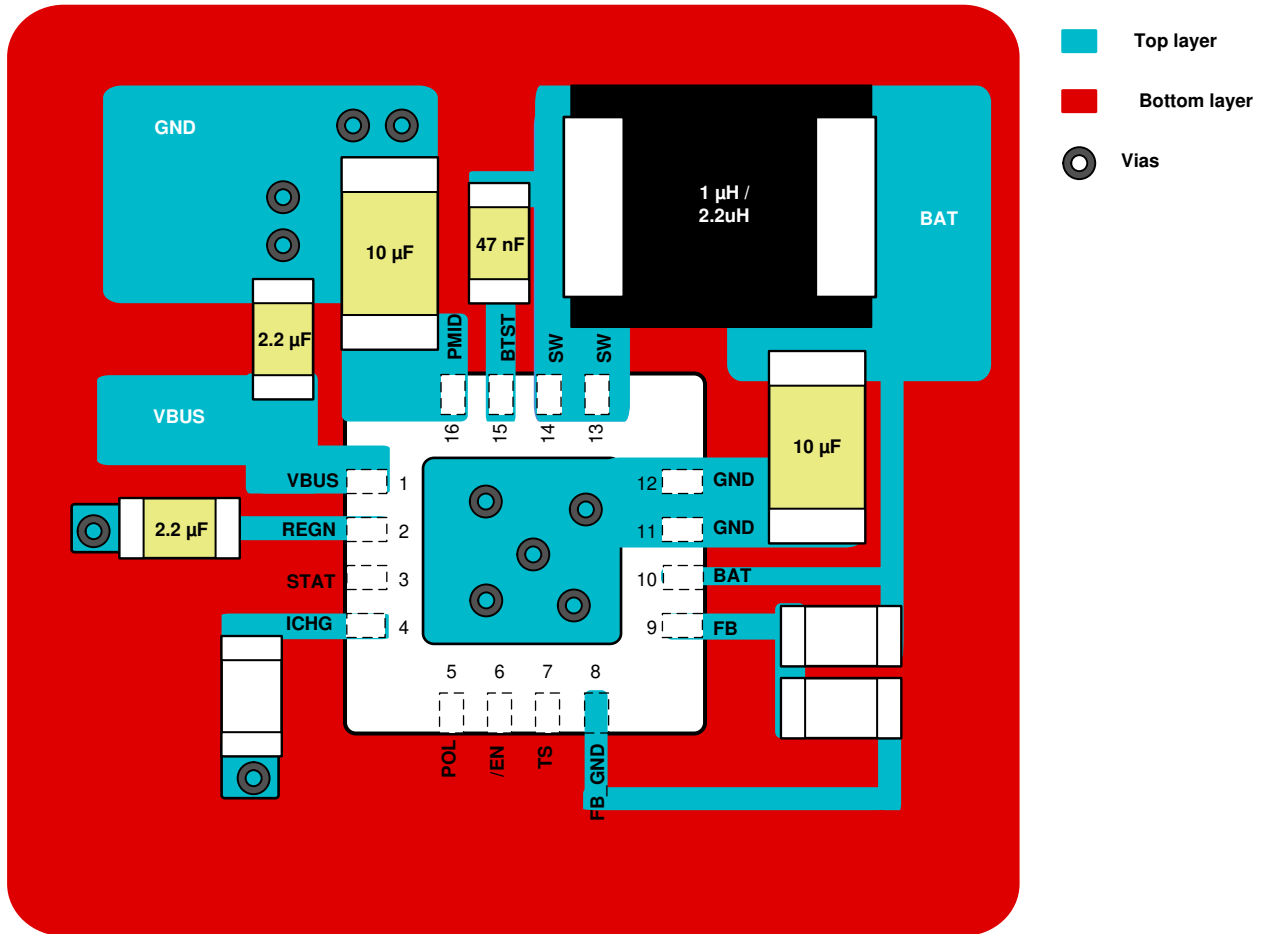 Top layer
Bottom layer
Vias
GND
1 µH /
2.2uH
BAT
10 µF
47 nF
2.2 µF
PMID
BTST
SW
SW
VBUS
16
15
14
13
10 µF
VBUS
1
12
GND
2.2 µF
REGN
2
11
GND
STAT
3
10
BAT
ICHG
4
9
FB
5
6
7
8
POL
/EN
TS
FB_GND